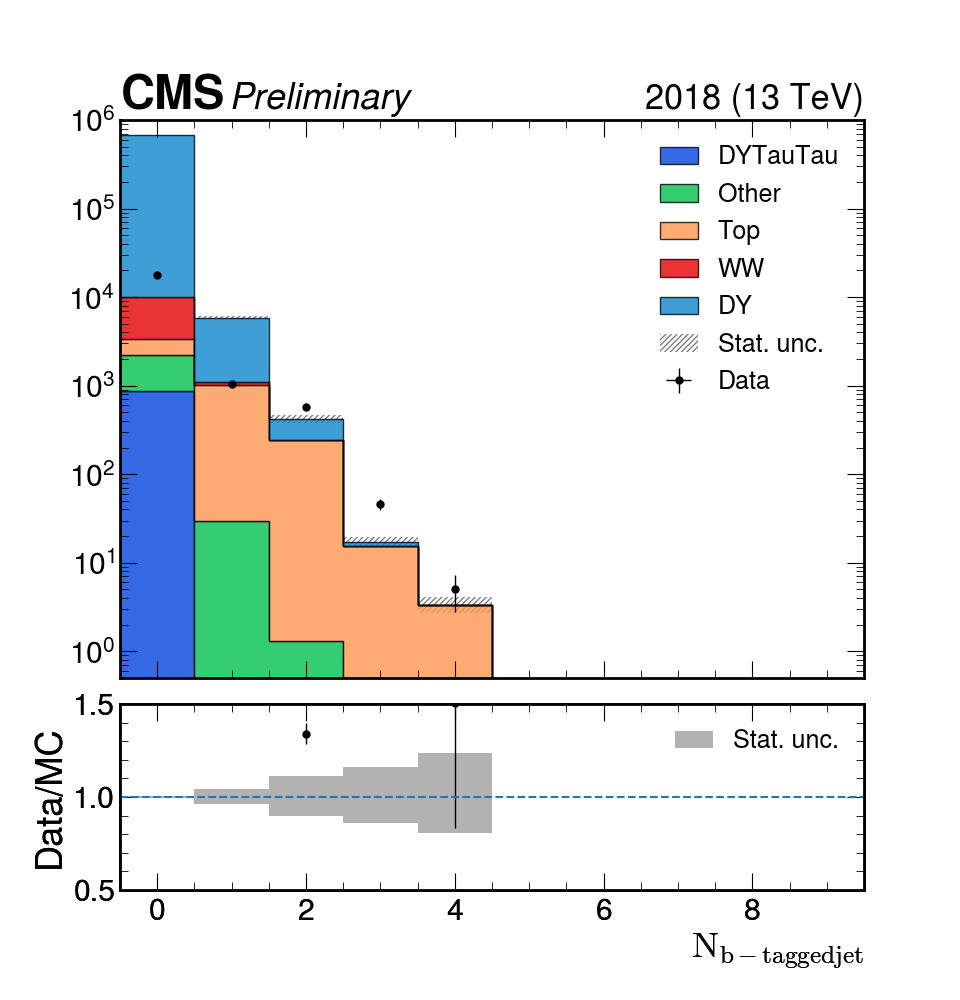 CMS Preliminary 2018 (13 TeV)
10^6
10^5
10^4
10^3
10^2
10^1
10^0
DYTauTau
Other
Top
WW
DY
Stat. unc.
Data
1.5
1.0
0.5
Data/MC
Stat. unc.
0 2 4 6 8
N_{b-taggedjet}